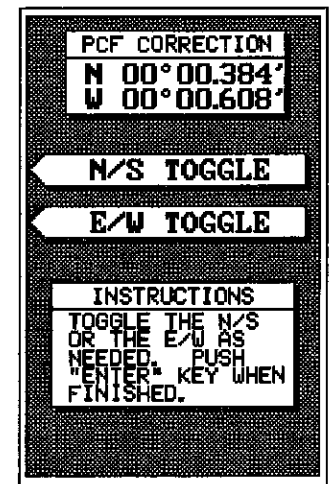 PCF CORRECTION
N 00°00.384'
W 00°00.608'
N/S TOGGLE
E/W TOGGLE
INSTRUCTIONS
TOGGLE THE N/S
OR THE E/W AS
NEEDED. PUSH
"ENTER" KEY WHEN
FINISHED.